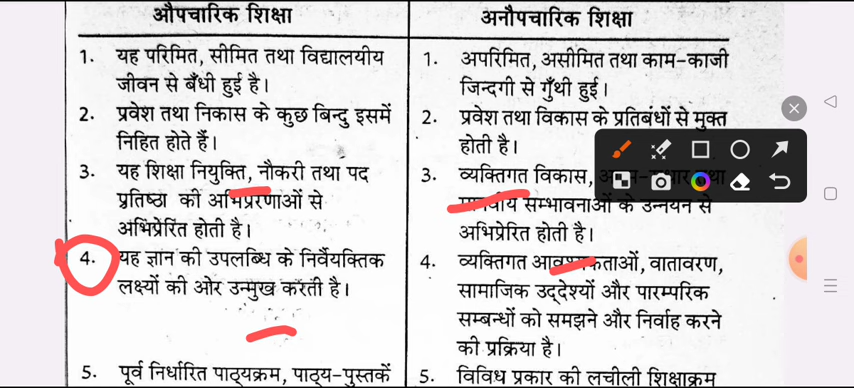 औपचारिक शिक्षा
अनौपचारिक शिक्षा
1. यह परिमित, सीमित तथा विद्यालयीय
जीवन से बँधी हुई है।
2. प्रवेश तथा निकास के कुछ बिन्दु इसमें
निहित होते हैं।
3. यह शिक्षा नियुक्ति, नौकरी तथा पद
प्रतिष्ठा की अभिप्रेरणाओं से
अभिप्रेरित होती है।
4. यह ज्ञान की उपलब्धि के निर्वैयक्तिक
लक्ष्यों की ओर उन्मुख करती है।
5. पूर्व निर्धारित पाठ्यक्रम, पाठ्य-पुस्तकें
1. अपरिमित, असीमित तथा काम-काजी
जिन्दगी से गुँथी हुई।
2. प्रवेश तथा विकास के प्रतिबंधों से मुक्त
होती है।
3. व्यक्तिगत विकास, तथा
सम्भावनाओं के उन्नयन से
अभिप्रेरित होती है।
4. व्यक्तिगत आवश्यकताओं, वातावरण,
सामाजिक उद्देश्यों और पारम्परिक
सम्बन्धों को समझने और निर्वाह करने
की प्रक्रिया है।
5. विविध प्रकार की लचीली शिक्षाक्रम